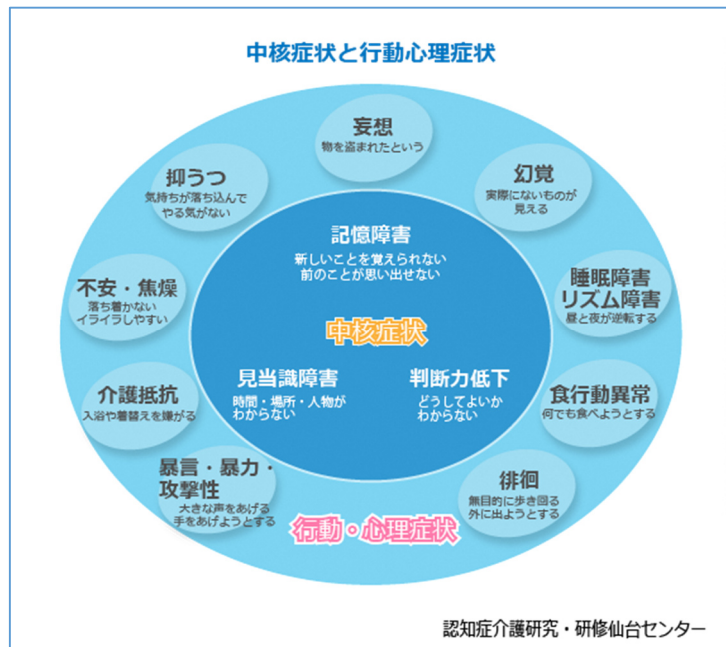 中核症状と行動心理症状
妄想
物を盗まれたという
抑うつ
気持ちが落ち込んで
やる気がない
幻覚
実際にないものが
見える
記憶障害
新しいことを覚えられない
前のことが思い出せない
不安・焦燥
落ち着かない
イライラしやすい
睡眠障害
リズム障害
昼と夜が逆転する
中核症状
見当識障害
時間・場所・人物が
わからない
判断力低下
どうしてよいか
わからない
介護抵抗
入浴や着替えを嫌がる
食行動異常
何でも食べようとする
暴言・暴力・
攻撃性
大きな声をあげる
手をあげようとする
徘徊
無目的に歩き回る
外に出ようとする
行動・心理症状
認知症介護研究・研修仙台センター